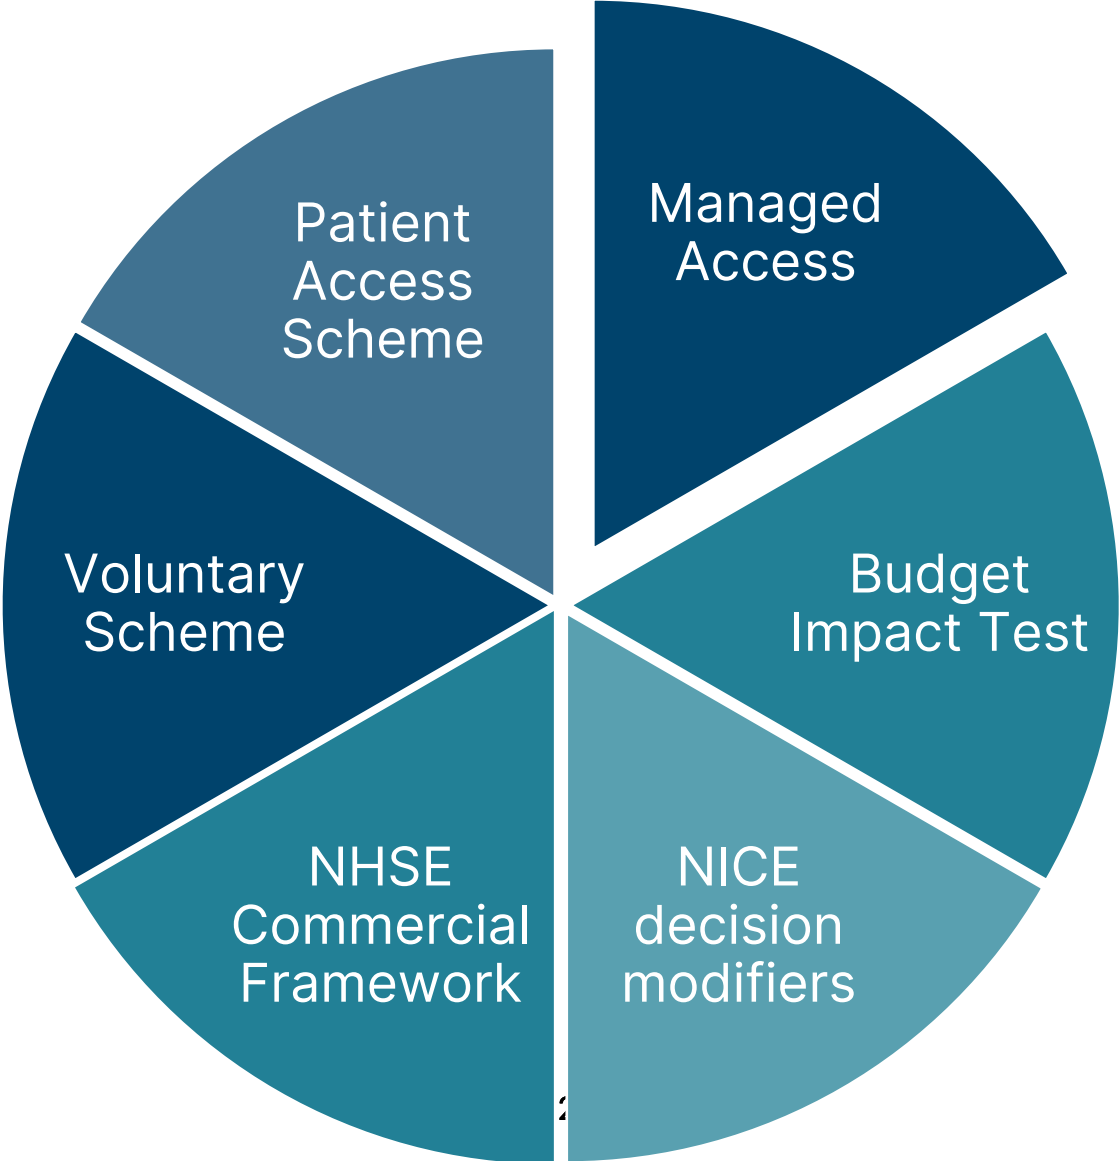 Managed
Access
Budget
Impact Test
NICE
decision
modifiers
NHSE
Commercial
Framework
Voluntary
Scheme
Patient
Access
Scheme